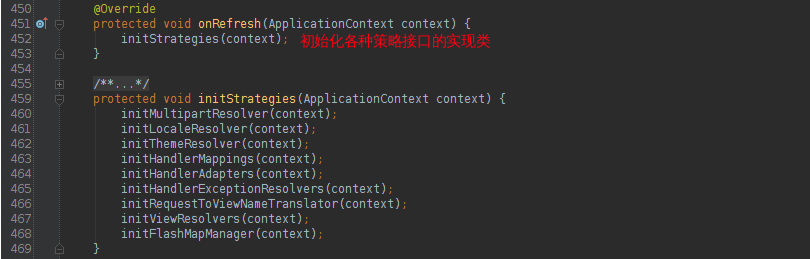 450 @Override
451 protected void onRefresh(ApplicationContext context) {
452 initStrategies(context); 初始化各种策略接口的实现类
453 }
454
455 /**...*/
459 protected void initStrategies(ApplicationContext context) {
460 initMultipartResolver(context);
461 initLocaleResolver(context);
462 initThemeResolver(context);
463 initHandlerMappings(context);
464 initHandlerAdapters(context);
465 initHandlerExceptionResolvers(context);
466 initRequestToViewNameTranslator(context);
467 initViewResolvers(context);
468 initFlashMapManager(context);
469 }